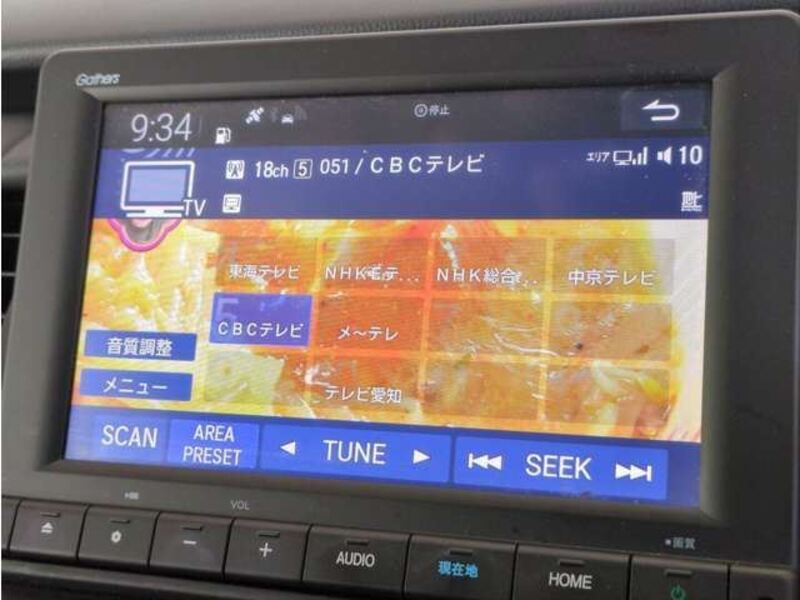 Gathers
9:34
停止
18ch 5 051/CBCテレビ
エリア 10
TV
東海テレビ NHKEテ... NHK総合... 中京テレビ
5
CBCテレビ メ~テレ
音質調整
メニュー テレビ愛知
SCAN AREA PRESET TUNE SEEK
VOL
画質
− + AUDIO 現在地 HOME